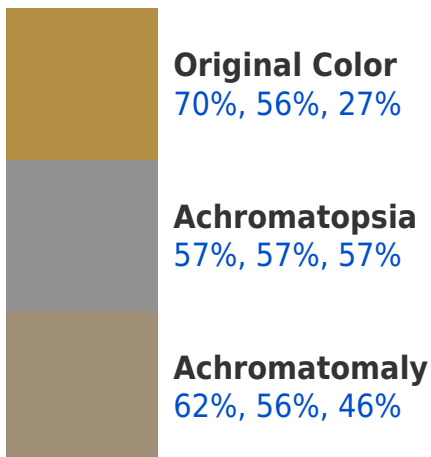 Original Color
70%, 56%, 27%
Achromatopsia
57%, 57%, 57%
Achromatomaly
62%, 56%, 46%